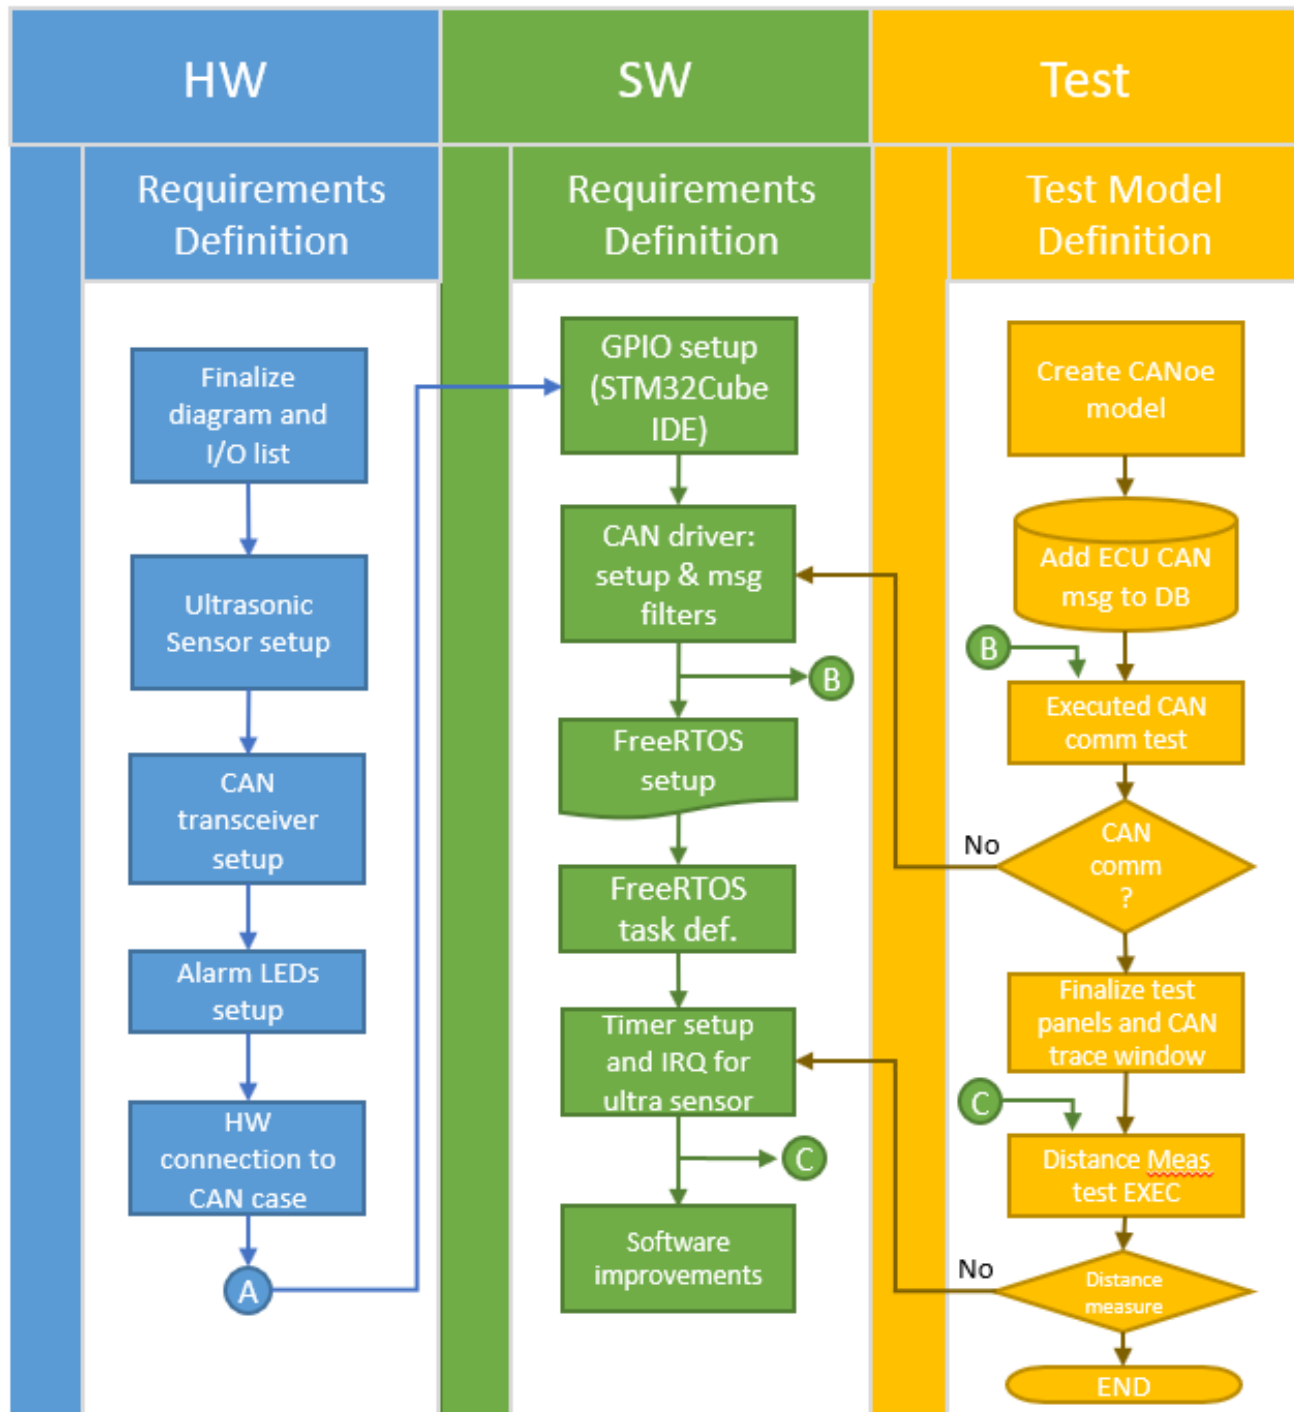 HW
SW
Test
Requirements
Definition
Requirements
Definition
Test Model
Definition
Finalize
diagram and
I/O list
Ultrasonic
Sensor setup
CAN
transceiver
setup
Alarm LEDs
setup
HW
connection to
CAN case
A
GPIO setup
(STM32Cube
IDE)
CAN driver:
setup & msg
filters
B
FreeRTOS
setup
FreeRTOS
task def.
Timer setup
and IRQ for
ultra sensor
C
Software
improvements
Create CANoe
model
Add ECU CAN
msg to DB
B
Executed CAN
comm test
CAN
comm
?
No
Finalize test
panels and CAN
trace window
C
Distance Meas
test EXEC
Distance
measure
No
END